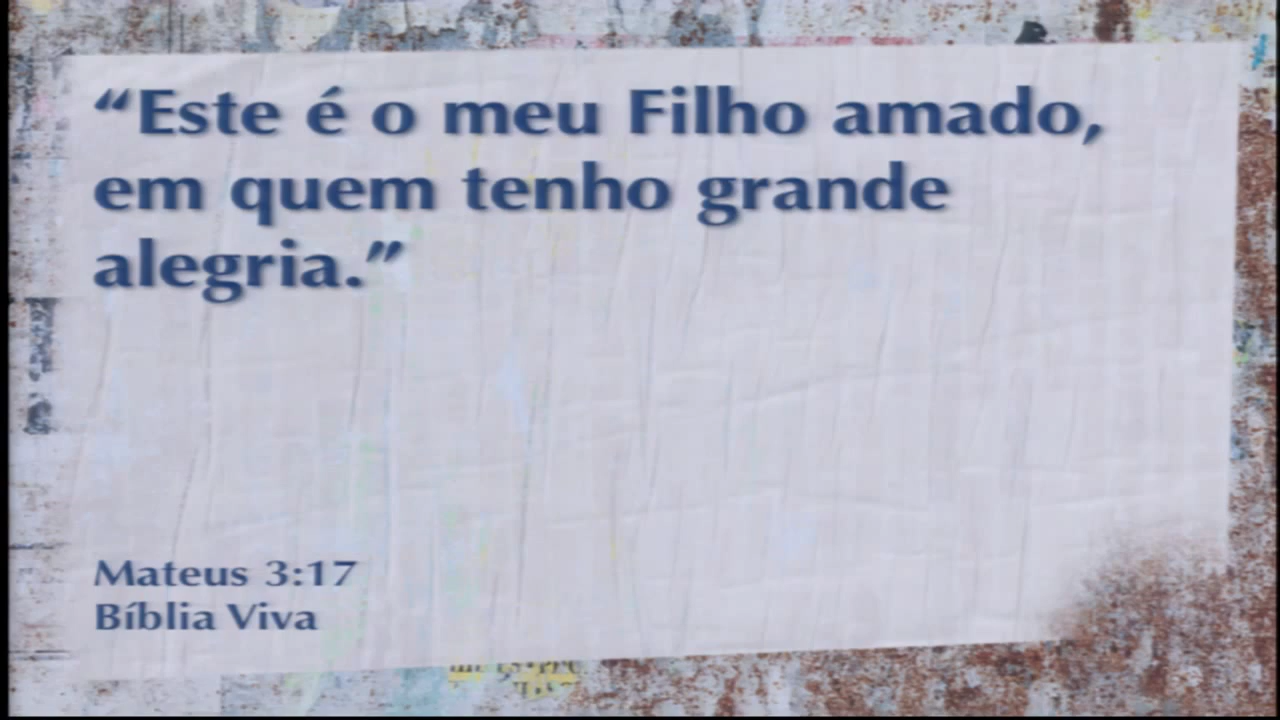 “Este é o meu Filho amado,
em quem tenho grande
alegria.”
Mateus 3:17
Bíblia Viva